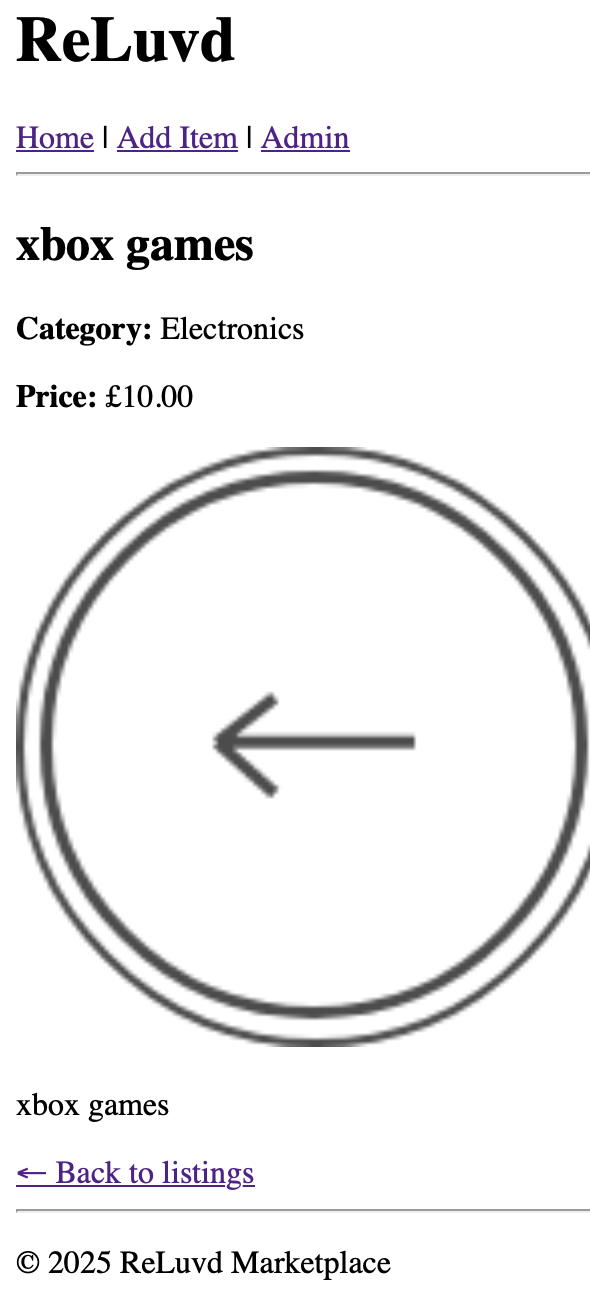 ReLuvd
Home | Add Item | Admin
xbox games
Category: Electronics
Price: £10.00
xbox games
← Back to listings
© 2025 ReLuvd Marketplace